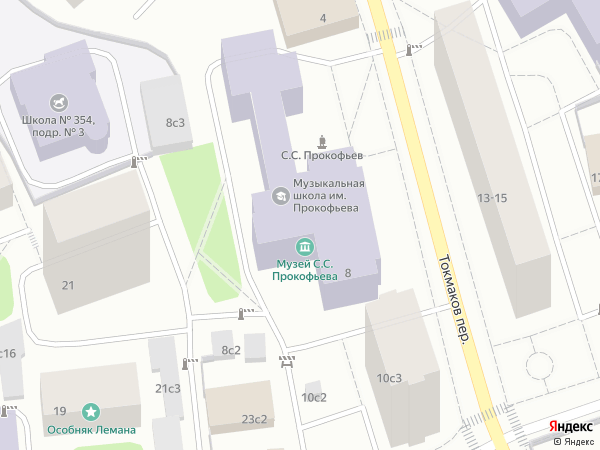 4
Школа № 354,
подр. № 3
8с3
С.С. Прокофьев
Музыкальная
школа им.
Прокофьева
13-15
Музей С.С.
Прокофьева
8
21
Токмаков пер.
с16
8с2
21с3
10с3
10с2
19
Особняк Лемана
23с2
Яндекс
© Яндекс